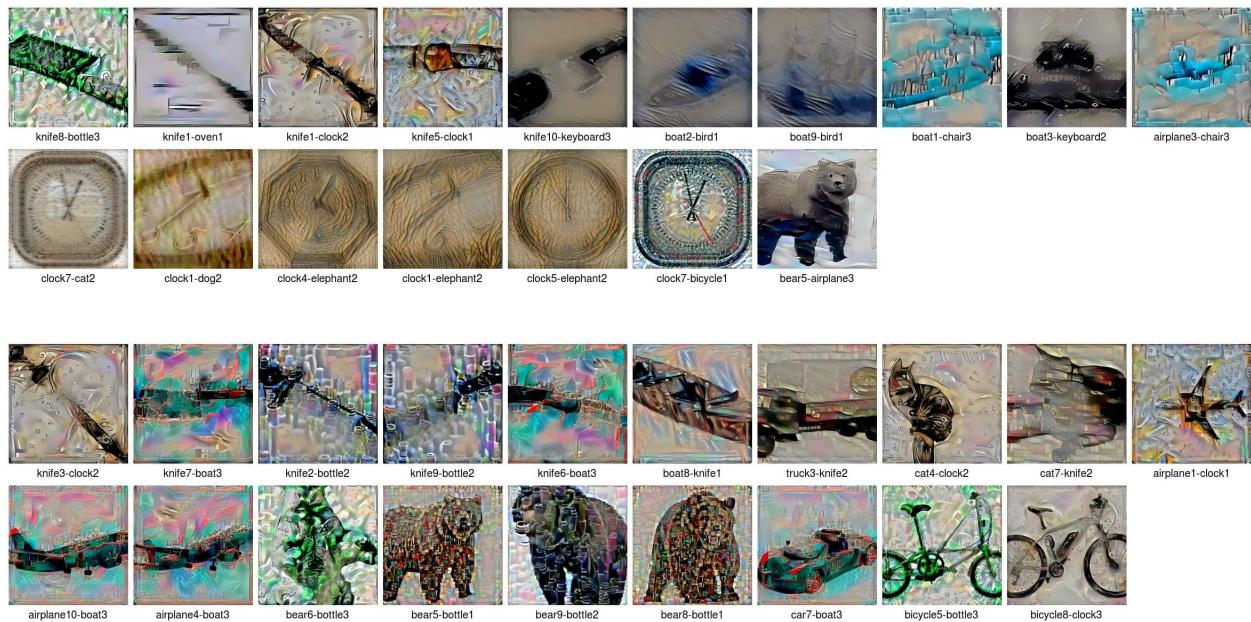 knife8-bottle3 knife1-oven1 knife1-clock2 knife5-clock1 knife10-keyboard3 boat2-bird1 boat9-bird1 boat1-chair3 boat3-keyboard2 airplane3-chair3
clock7-cat2 clock1-dog2 clock4-elephant2 clock1-elephant2 clock5-elephant2 clock7-bicycle1 bear5-airplane3
knife3-clock2 knife7-boat3 knife2-bottle2 knife9-bottle2 knife6-boat3 boat8-knife1 truck3-knife2 cat4-clock2 cat7-knife2 airplane1-clock1
airplane10-boat3 airplane4-boat3 bear6-bottle3 bear5-bottle1 bear9-bottle2 bear8-bottle1 car7-boat3 bicycle5-bottle3 bicycle8-clock3